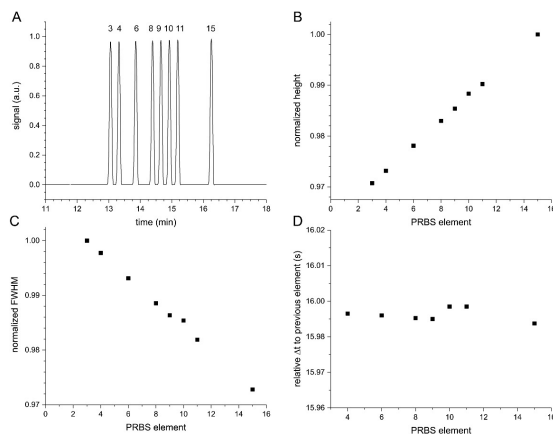 A
3 4 6 8 9 10 11 15
signal (a.u.)
1.0
0.8
0.6
0.4
0.2
0.0
11 12 13 14 15 16 17 18
time (min)
B
normalized height
1.00
0.99
0.98
0.97
0 2 4 6 8 10 12 14 16
PRBS element
C
normalized FWHM
1.00
0.99
0.98
0.97
0 2 4 6 8 10 12 14 16
PRBS element
D
relative Δt to previous element (s)
16.02
16.01
16.00
15.98
15.97
15.96
4 6 8 10 12 14 16
PRBS element